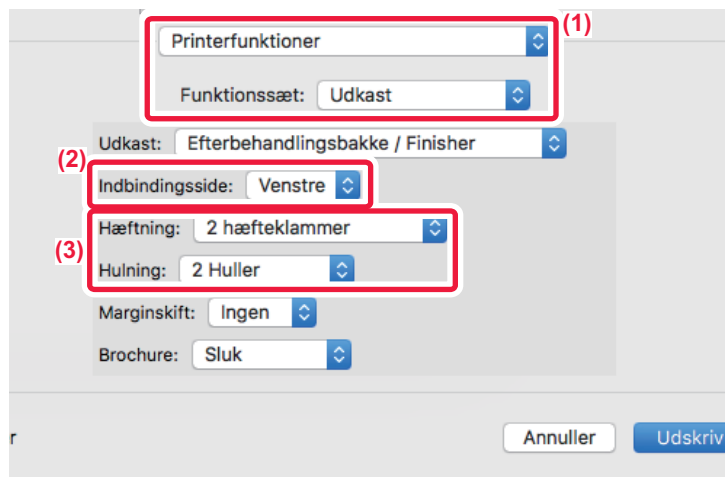 (1)
Printerfunktioner
Funktionssæt: Udkast
Udkast: Efterbehandlingsbakke / Finisher
(2)
Indbindingsside: Venstre
(3)
Hæftning: 2 hæfteklammer
Hulning: 2 Huller
Marginskift: Ingen
Brochure: Sluk
r Annuller Udskriv